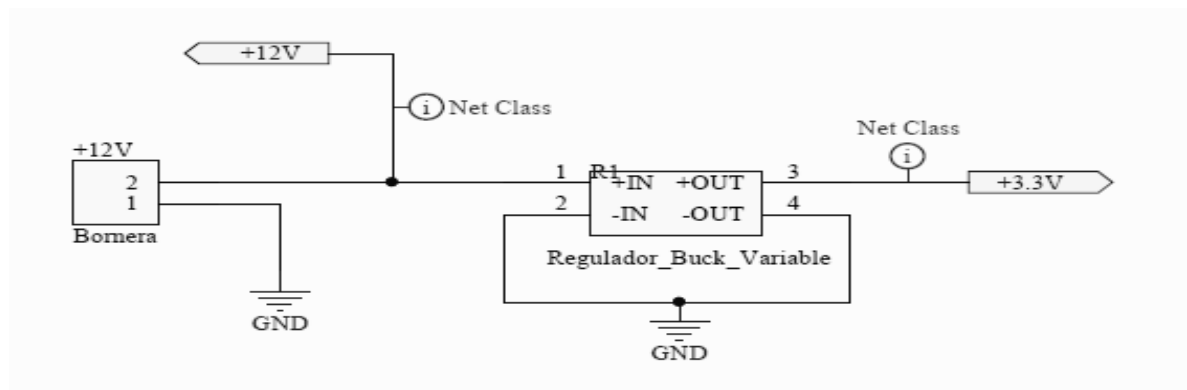 +12V
Net Class
Net Class
+12V
2
1
Bornera
1
R1
+IN +OUT
3
+3.3V
2
-IN -OUT
4
Regulador_Buck_Variable
GND
GND